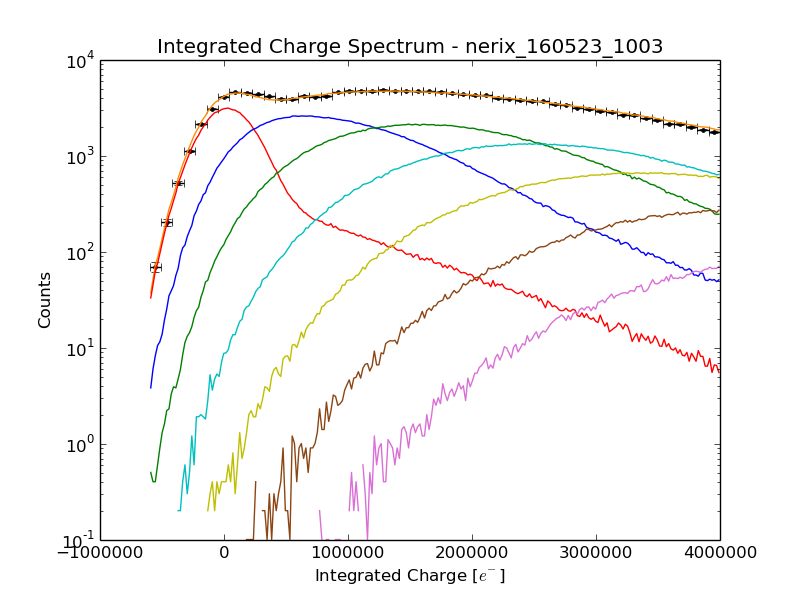 Integrated Charge Spectrum - nerix_160523_1003
Counts
10^4
10^3
10^2
10^1
10^0
10^-1
−1000000 0 1000000 2000000 3000000 4000000
Integrated Charge [e^-]